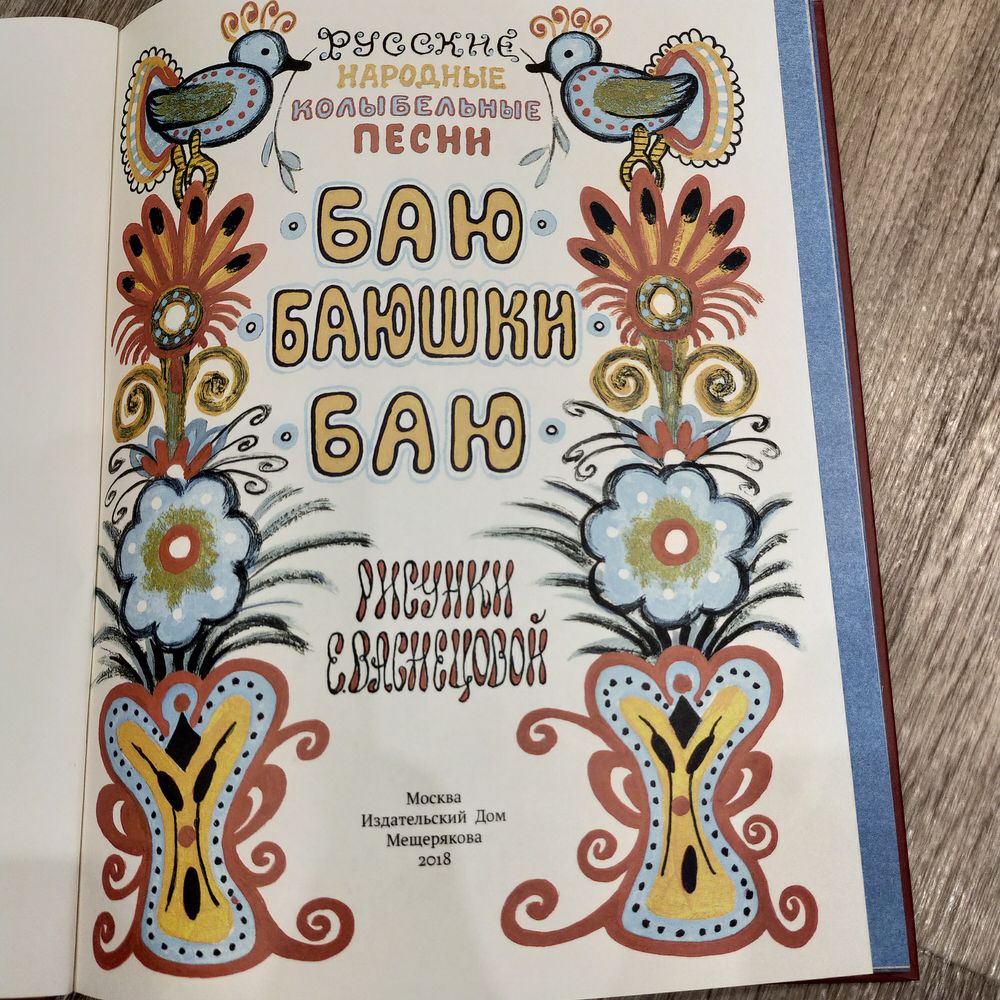 Русские
народные
колыбельные
песни
Баю
баюшки
баю
Рисунки
Е. Васнецовой
Москва
Издательский Дом
Мещерякова
2018